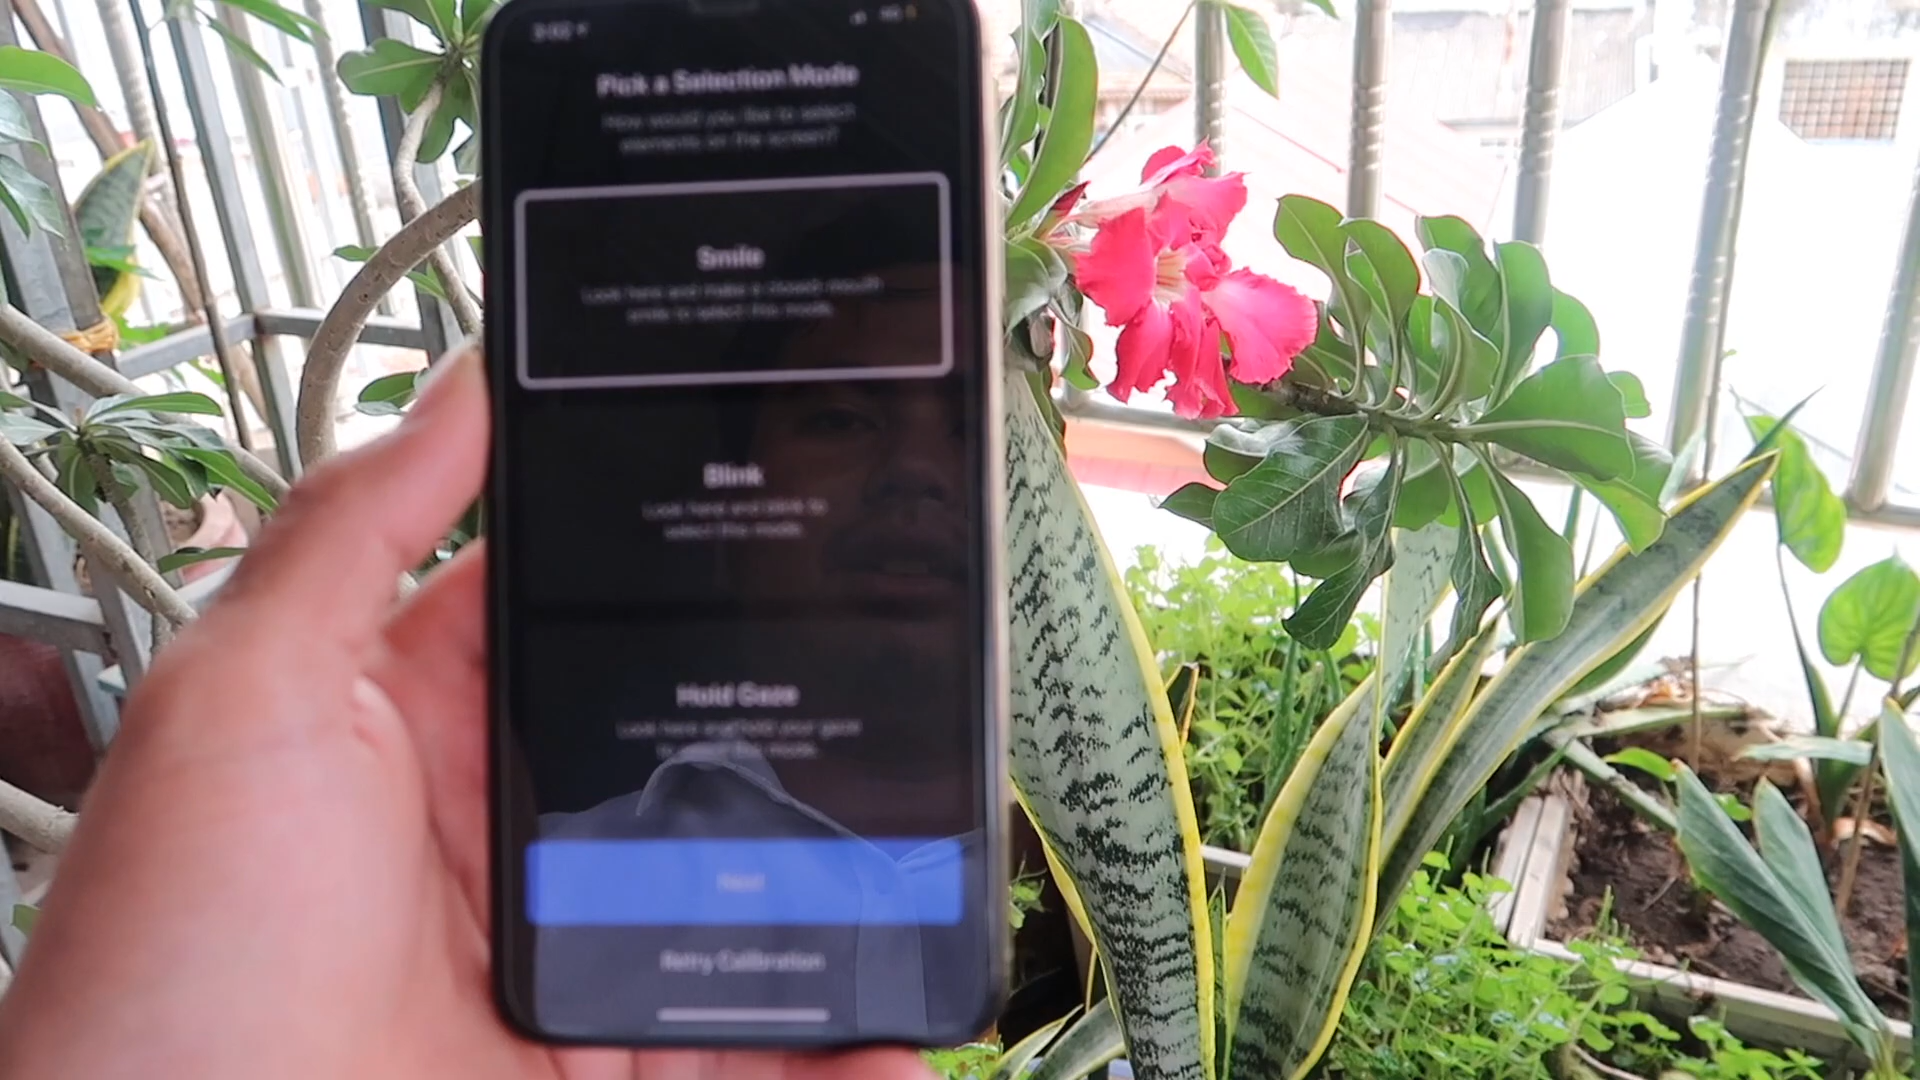 3:02
Pick a Selection Mode
How would you like to select
elements on the screen?
Smile
Look here and make a closed mouth
smile to select this mode.
Blink
Look here and blink to
select this mode.
Hold Gaze
Look here and hold your gaze
to select this mode.
Next
Retry Calibration